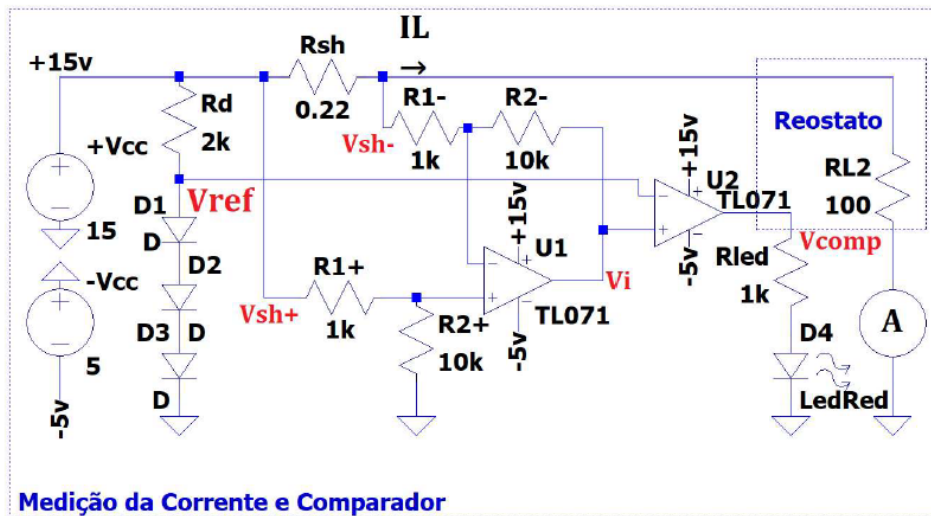 IL
→
+15v
Rsh
0.22
Rd
2k
R1-
1k
R2-
10k
Vsh-
Reostato
+Vcc
15
Vref
D1
D
D2
D
D3
D
-Vcc
5
-5v
+15v
U2
TL071
-5v
RL2
100
Vcomp
Rled
1k
+15v
U1
TL071
-5v
Vi
Vsh+
R1+
1k
R2+
10k
D4
LedRed
A
Medição da Corrente e Comparador